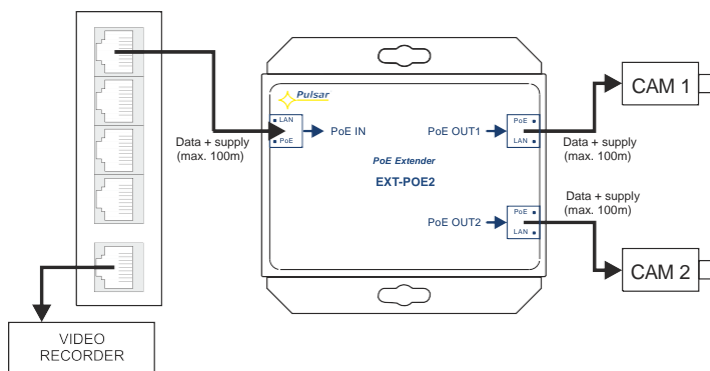 Pulsar
LAN
PoE
PoE IN
Data + supply
(max. 100m)
PoE Extender
EXT-POE2
PoE OUT1
PoE
LAN
Data + supply
(max. 100m)
CAM 1
PoE OUT2
PoE
LAN
Data + supply
(max. 100m)
CAM 2
VIDEO
RECORDER